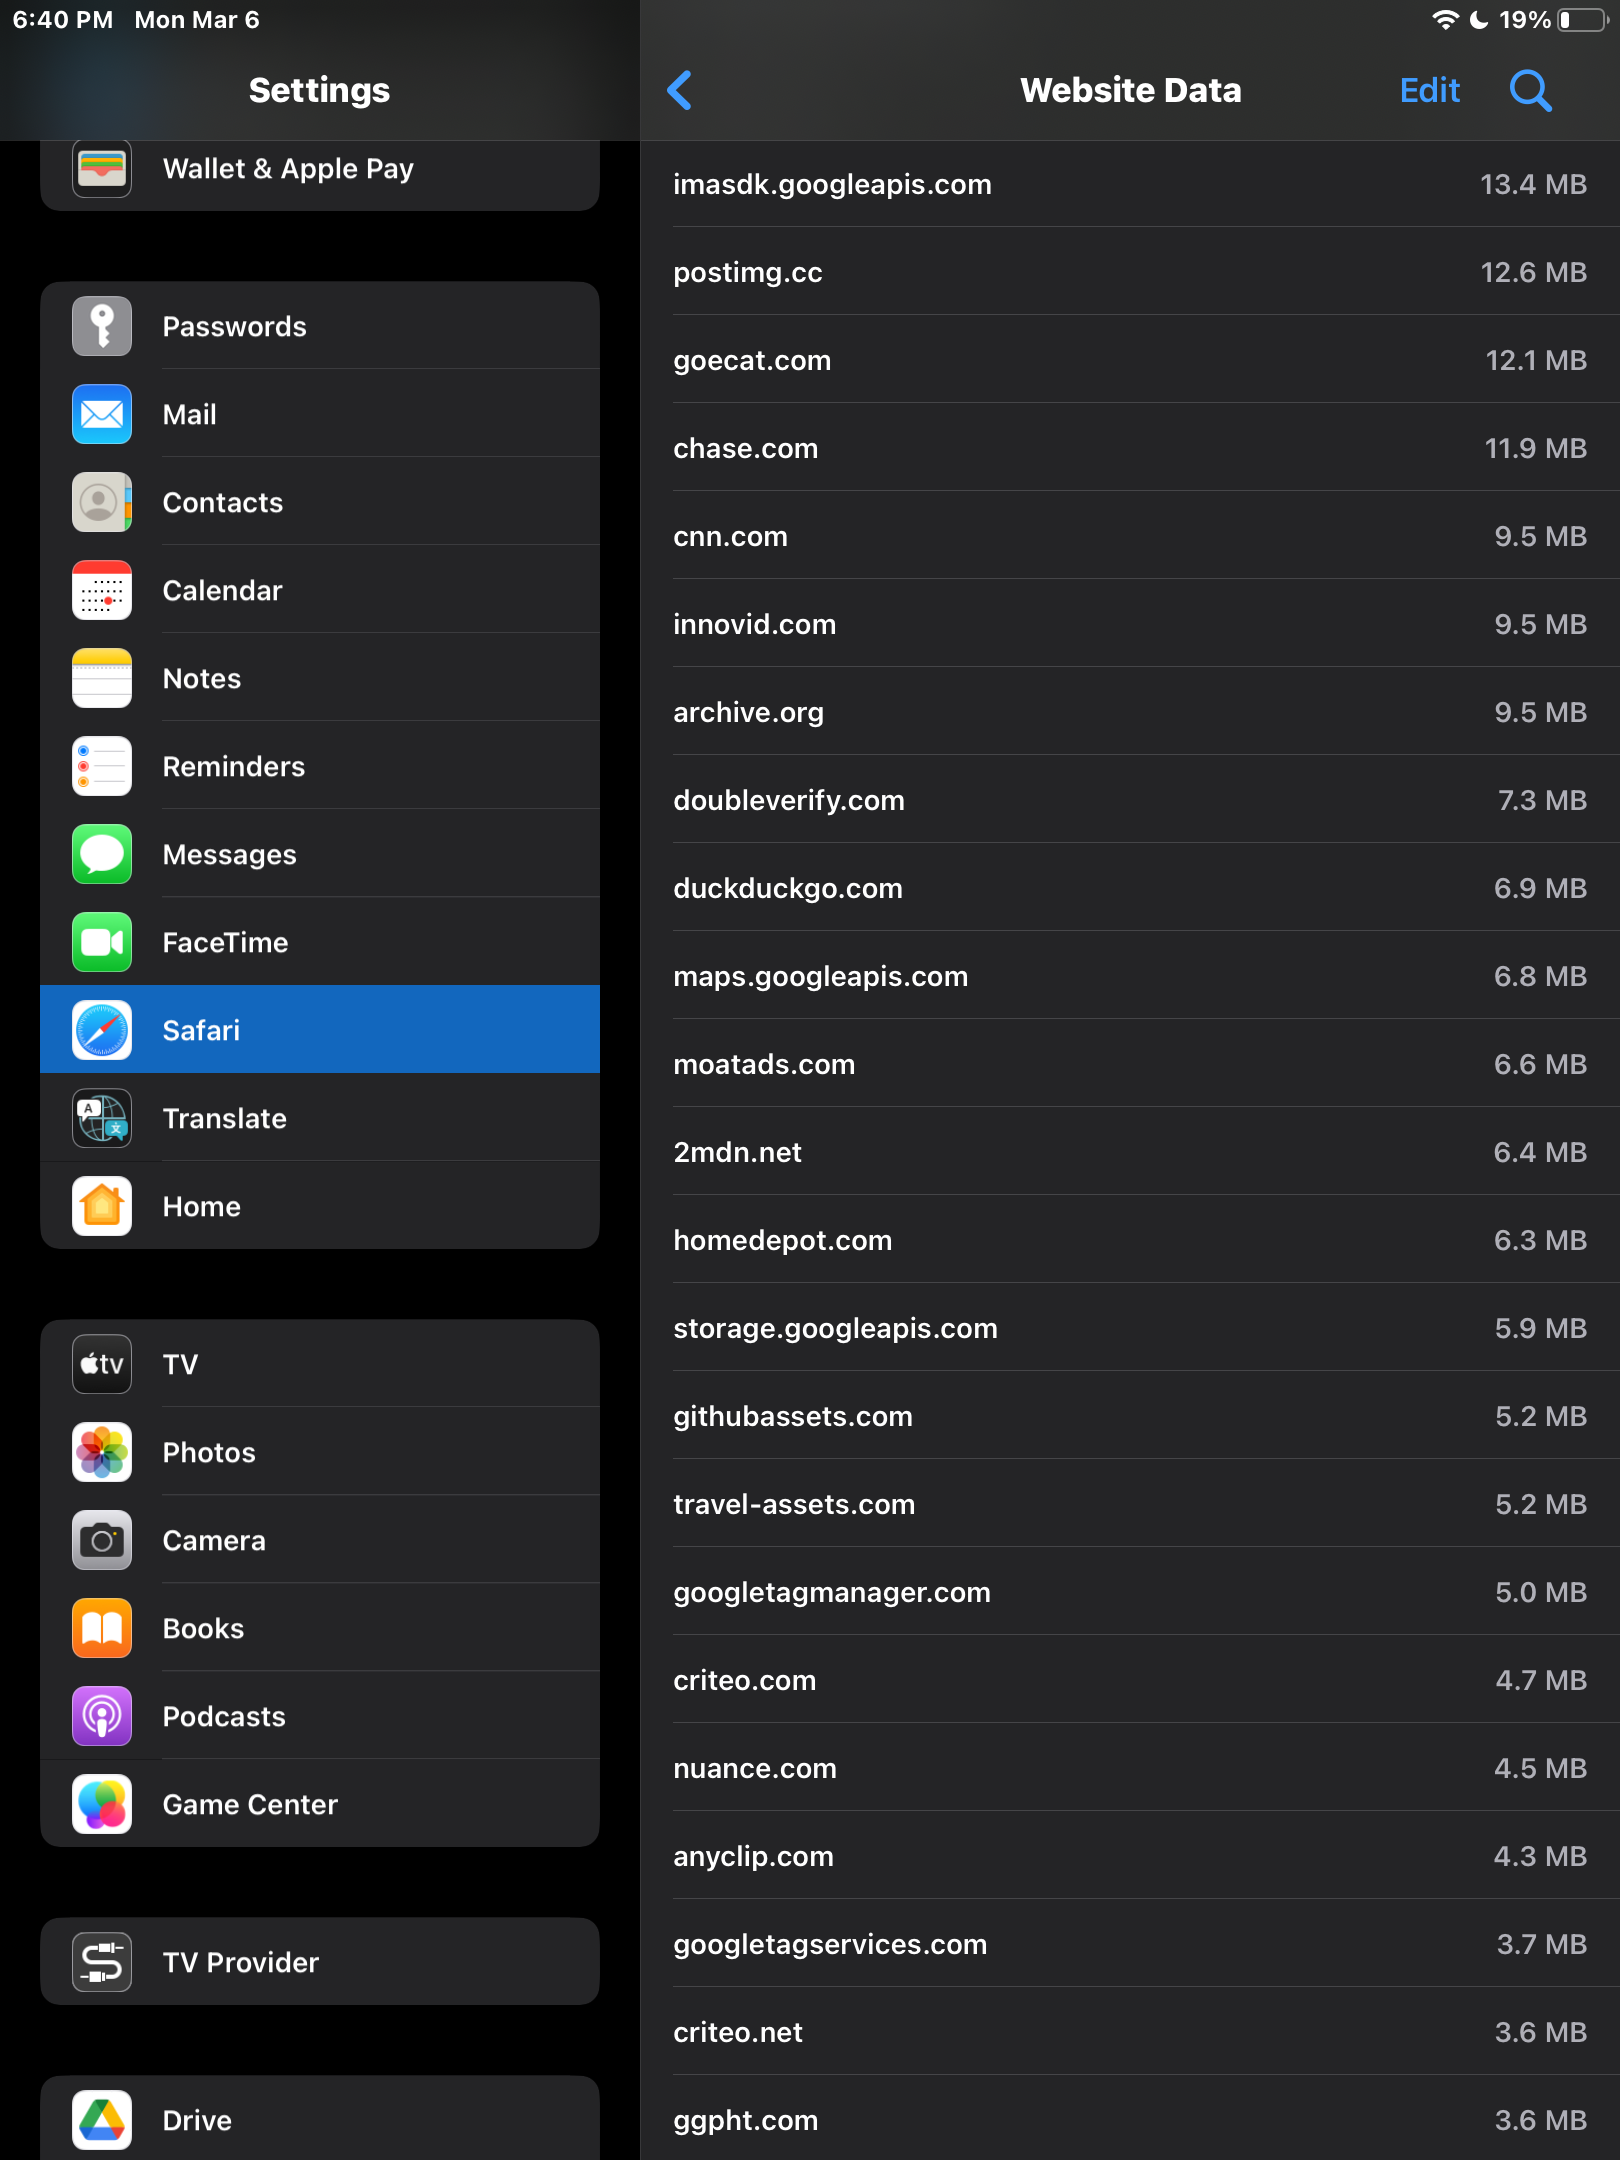 6:40 PM Mon Mar 6
19%
Settings
Wallet & Apple Pay
Passwords
Mail
Contacts
Calendar
Notes
Reminders
Messages
FaceTime
Safari
A
文
Translate
Home
tv
TV
Photos
Camera
Books
Podcasts
Game Center
TV Provider
Drive
Website Data
Edit
imasdk.googleapis.com 13.4 MB
postimg.cc 12.6 MB
goecat.com 12.1 MB
chase.com 11.9 MB
cnn.com 9.5 MB
innovid.com 9.5 MB
archive.org 9.5 MB
doubleverify.com 7.3 MB
duckduckgo.com 6.9 MB
maps.googleapis.com 6.8 MB
moatads.com 6.6 MB
2mdn.net 6.4 MB
homedepot.com 6.3 MB
storage.googleapis.com 5.9 MB
githubassets.com 5.2 MB
travel-assets.com 5.2 MB
googletagmanager.com 5.0 MB
criteo.com 4.7 MB
nuance.com 4.5 MB
anyclip.com 4.3 MB
googletagservices.com 3.7 MB
criteo.net 3.6 MB
ggpht.com 3.6 MB